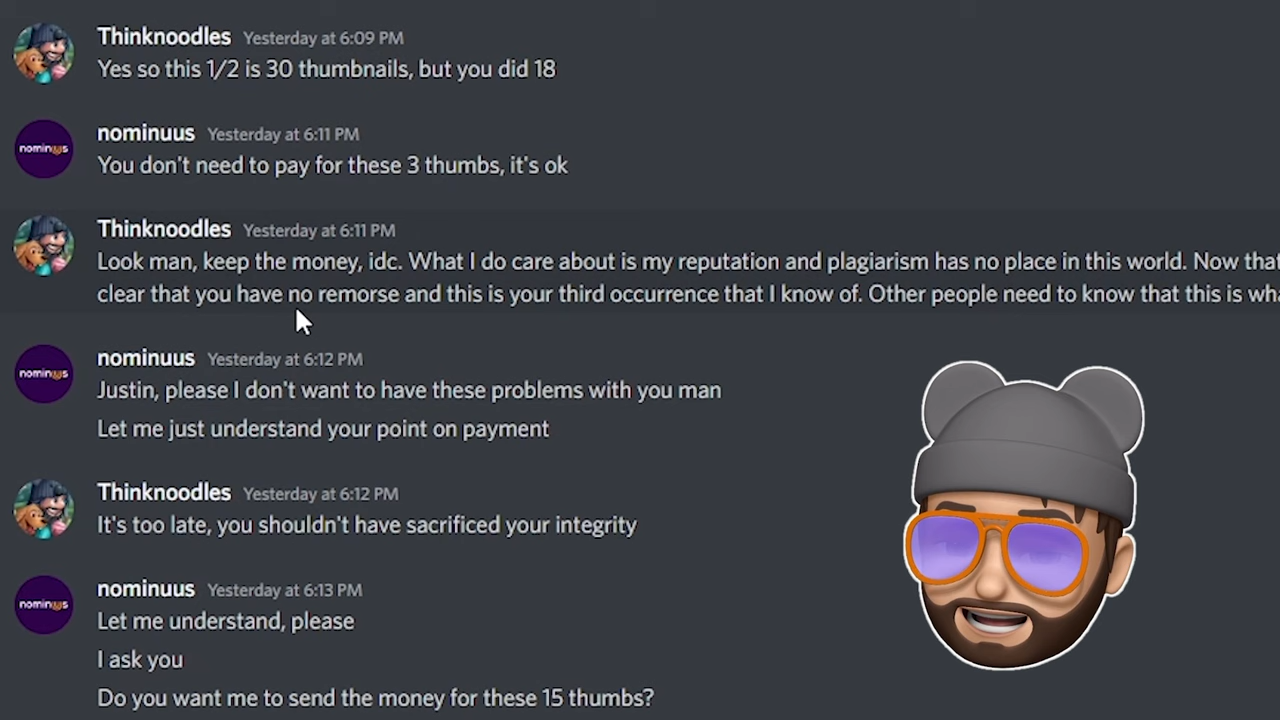 Thinknoodles Yesterday at 6:09 PM
Yes so this 1/2 is 30 thumbnails, but you did 18
nominuus
nominuus Yesterday at 6:11 PM
You don't need to pay for these 3 thumbs, it's ok
Thinknoodles Yesterday at 6:11 PM
Look man, keep the money, idc. What I do care about is my reputation and plagiarism has no place in this world. Now that
clear that you have no remorse and this is your third occurrence that I know of. Other people need to know that this is
nominuus
nominuus Yesterday at 6:12 PM
Justin, please I don't want to have these problems with you man
Let me just understand your point on payment
Thinknoodles Yesterday at 6:12 PM
It's too late, you shouldn't have sacrificed your integrity
nominuus
nominuus Yesterday at 6:13 PM
Let me understand, please
I ask you
Do you want me to send the money for these 15 thumbs?